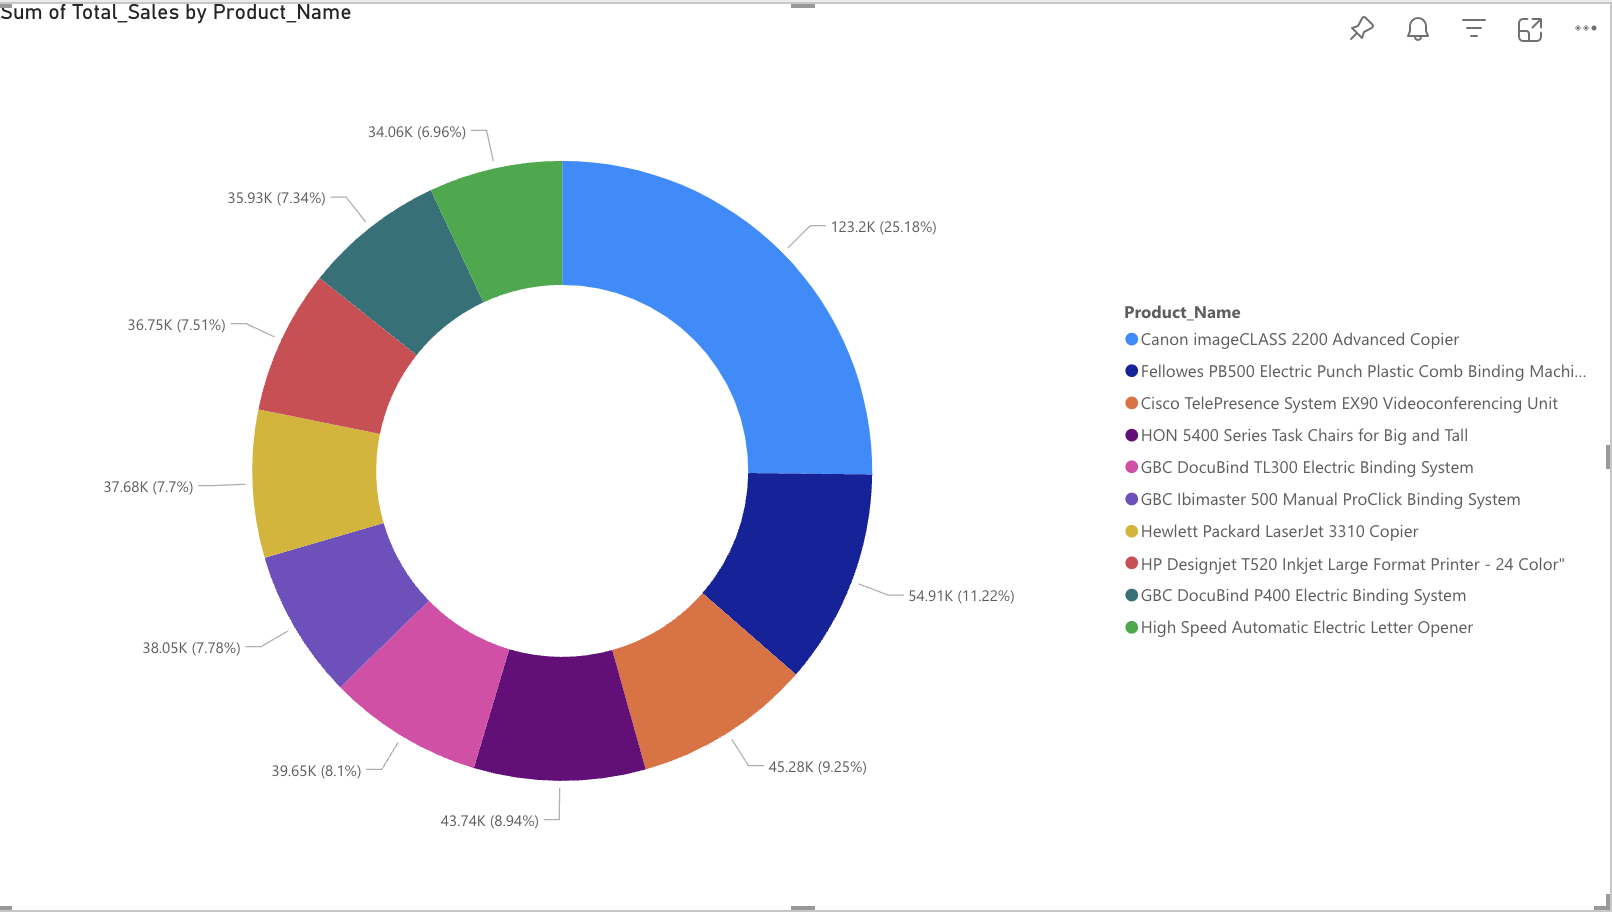 Sum of Total_Sales by Product_Name
34.06K (6.96%)
35.93K (7.34%)
123.2K (25.18%)
36.75K (7.51%)
37.68K (7.7%)
54.91K (11.22%)
38.05K (7.78%)
39.65K (8.1%)
45.28K (9.25%)
43.74K (8.94%)
Product_Name
Canon imageCLASS 2200 Advanced Copier
Fellowes PB500 Electric Punch Plastic Comb Binding Machi...
Cisco TelePresence System EX90 Videoconferencing Unit
HON 5400 Series Task Chairs for Big and Tall
GBC DocuBind TL300 Electric Binding System
GBC Ibimaster 500 Manual ProClick Binding System
Hewlett Packard LaserJet 3310 Copier
HP Designjet T520 Inkjet Large Format Printer - 24 Color"
GBC DocuBind P400 Electric Binding System
High Speed Automatic Electric Letter Opener